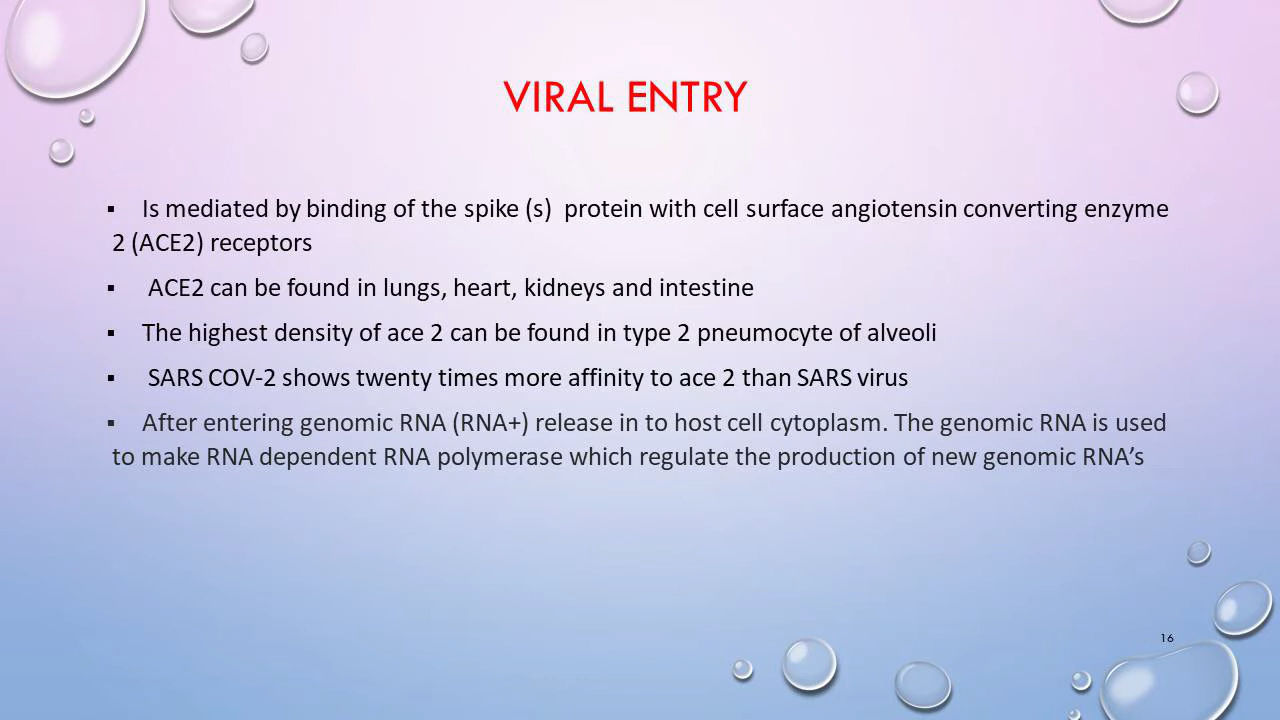 VIRAL ENTRY
▪ Is mediated by binding of the spike (s) protein with cell surface angiotensin converting enzyme
2 (ACE2) receptors
▪ ACE2 can be found in lungs, heart, kidneys and intestine
▪ The highest density of ace 2 can be found in type 2 pneumocyte of alveoli
▪ SARS COV-2 shows twenty times more affinity to ace 2 than SARS virus
▪ After entering genomic RNA (RNA+) release in to host cell cytoplasm. The genomic RNA is used
to make RNA dependent RNA polymerase which regulate the production of new genomic RNA’s
16